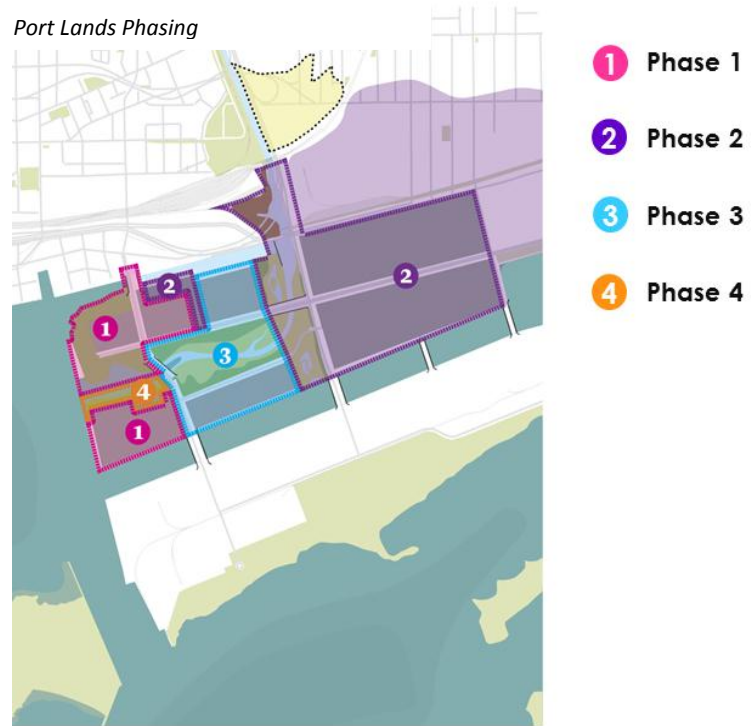 Port Lands Phasing
1 Phase 1
2 Phase 2
3 Phase 3
4 Phase 4
2
2
1
3
4
1